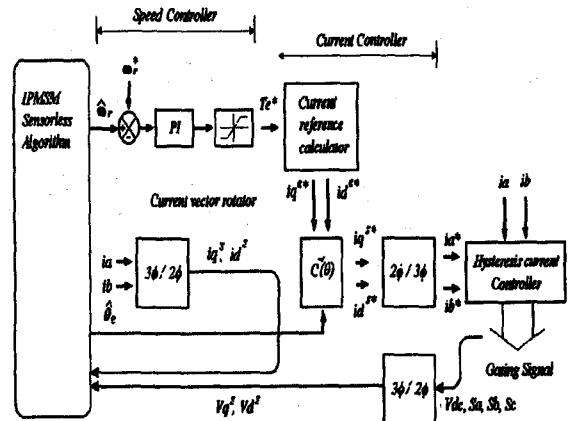 Speed Controller
Current Controller
IPMSM
Sensorless
Algorithm
ωr*
ω̂r
PI
Te*
Current
reference
calculator
iq^e* id^e*
Current vector rotator
ia ib
ia
ib
3ϕ/2ϕ
iq^s, id^s
C(θ)
iq^s*
id^s*
2ϕ/3ϕ
ia*
ib*
Hysteresis current
Controller
θ̂e
Gating Signal
3ϕ/2ϕ
Vdc, Sa, Sb, Sc
Vq^s, Vd^s